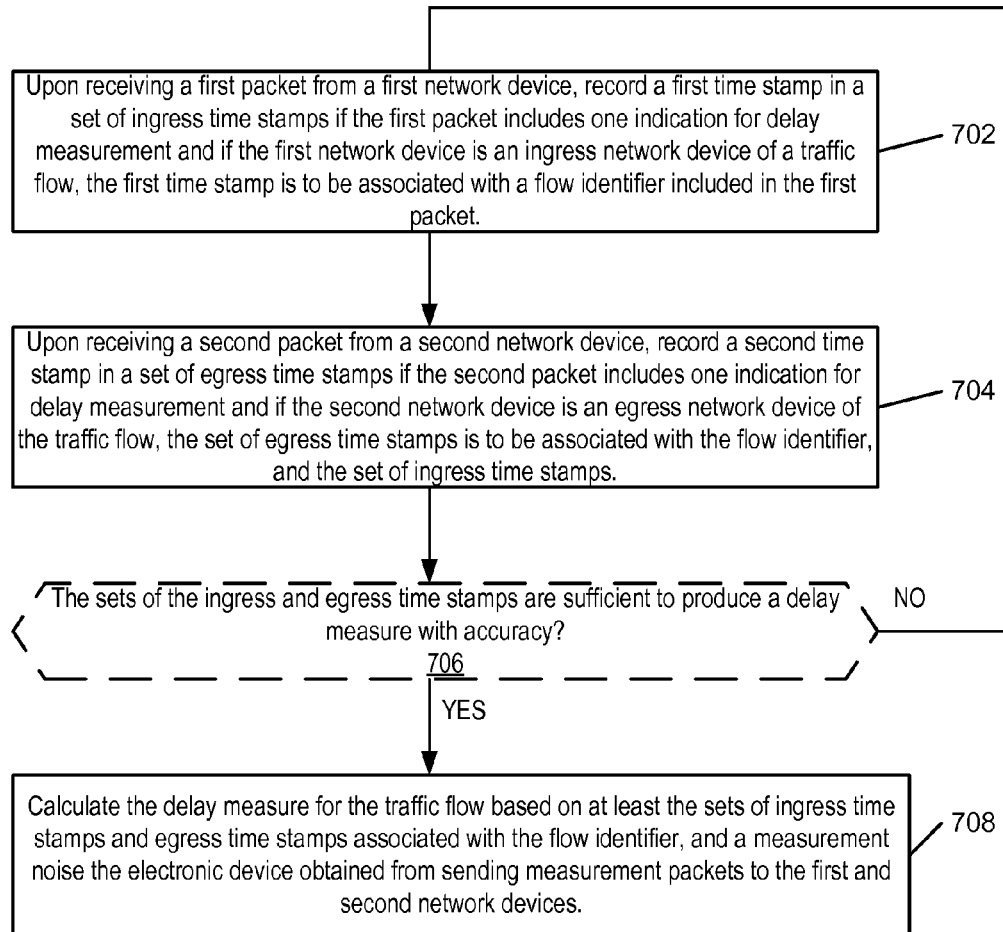 Upon receiving a first packet from a first network device, record a first time stamp in a
set of ingress time stamps if the first packet includes one indication for delay
measurement and if the first network device is an ingress network device of a traffic
flow, the first time stamp is to be associated with a flow identifier included in the first
packet.
702
Upon receiving a second packet from a second network device, record a second time
stamp in a set of egress time stamps if the second packet includes one indication for
delay measurement and if the second network device is an egress network device of
the traffic flow, the set of egress time stamps is to be associated with the flow identifier,
and the set of ingress time stamps.
704
The sets of the ingress and egress time stamps are sufficient to produce a delay
measure with accuracy?
706
NO
YES
Calculate the delay measure for the traffic flow based on at least the sets of ingress time
stamps and egress time stamps associated with the flow identifier, and a measurement
noise the electronic device obtained from sending measurement packets to the first and
second network devices.
708